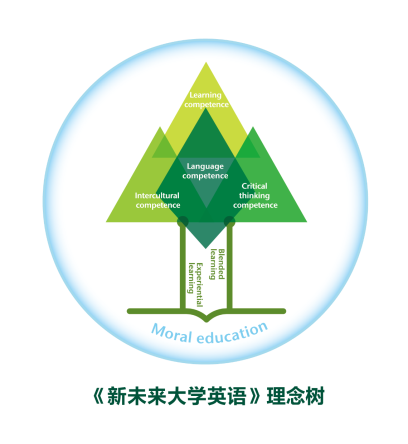 Learning
competence
Language
competence
Intercultural
competence
Critical
thinking
competence
Blended
learning
Experiential
learning
Moral education
《新未来大学英语》理念树